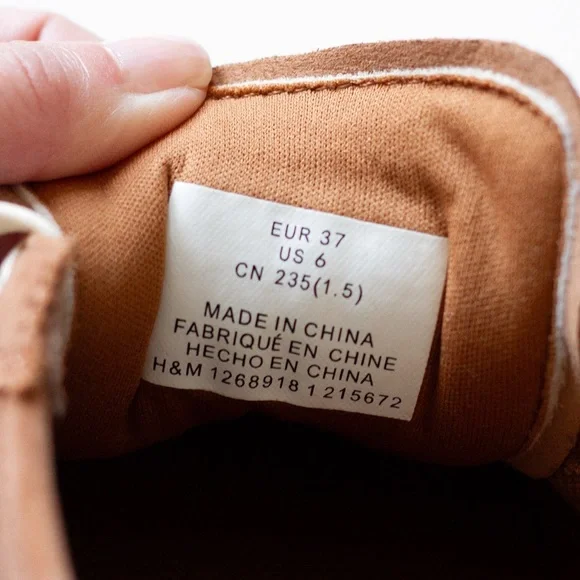 EUR 37
US 6
CN 235(1.5)
MADE IN CHINA
FABRIQUÉ EN CHINE
HECHO EN CHINA
H&M 1268918 1 215672